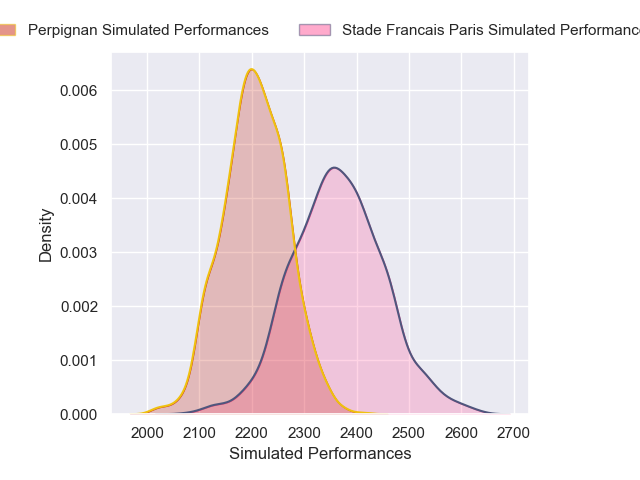 Perpignan Simulated Performances
Stade Francais Paris Simulated Performanc
0.006
0.005
0.004
0.003
0.002
0.001
0.000
Density
2000 2100 2200 2300 2400 2500 2600 2700
Simulated Performances